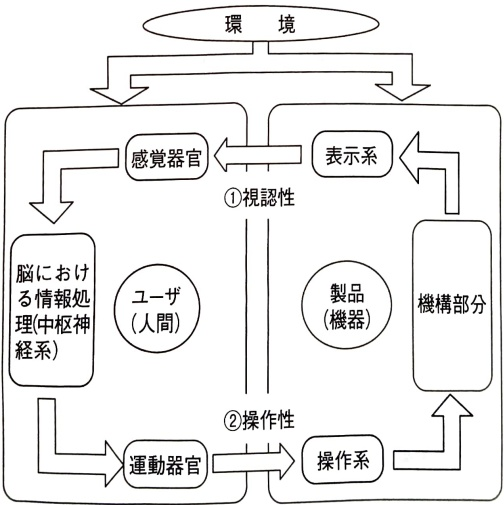 環　境
感覚器官
表示系
①視認性
脳におけ
る情報処
理(中枢神
経系)
ユーザ
(人間)
製品
(機器)
機構部分
②操作性
運動器官
操作系